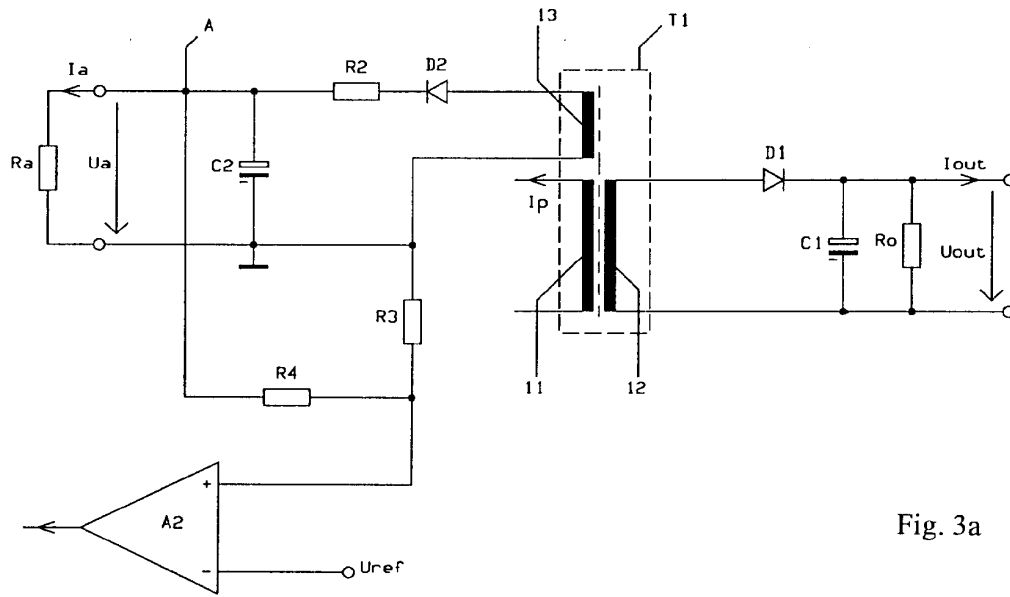 A
13
T1
Ia
R2
D2
Ra
Ua
C2
-
Ip
D1
Iout
C1
-
Ro
Uout
R3
R4
11
12
+
A2
-
Uref
Fig. 3a